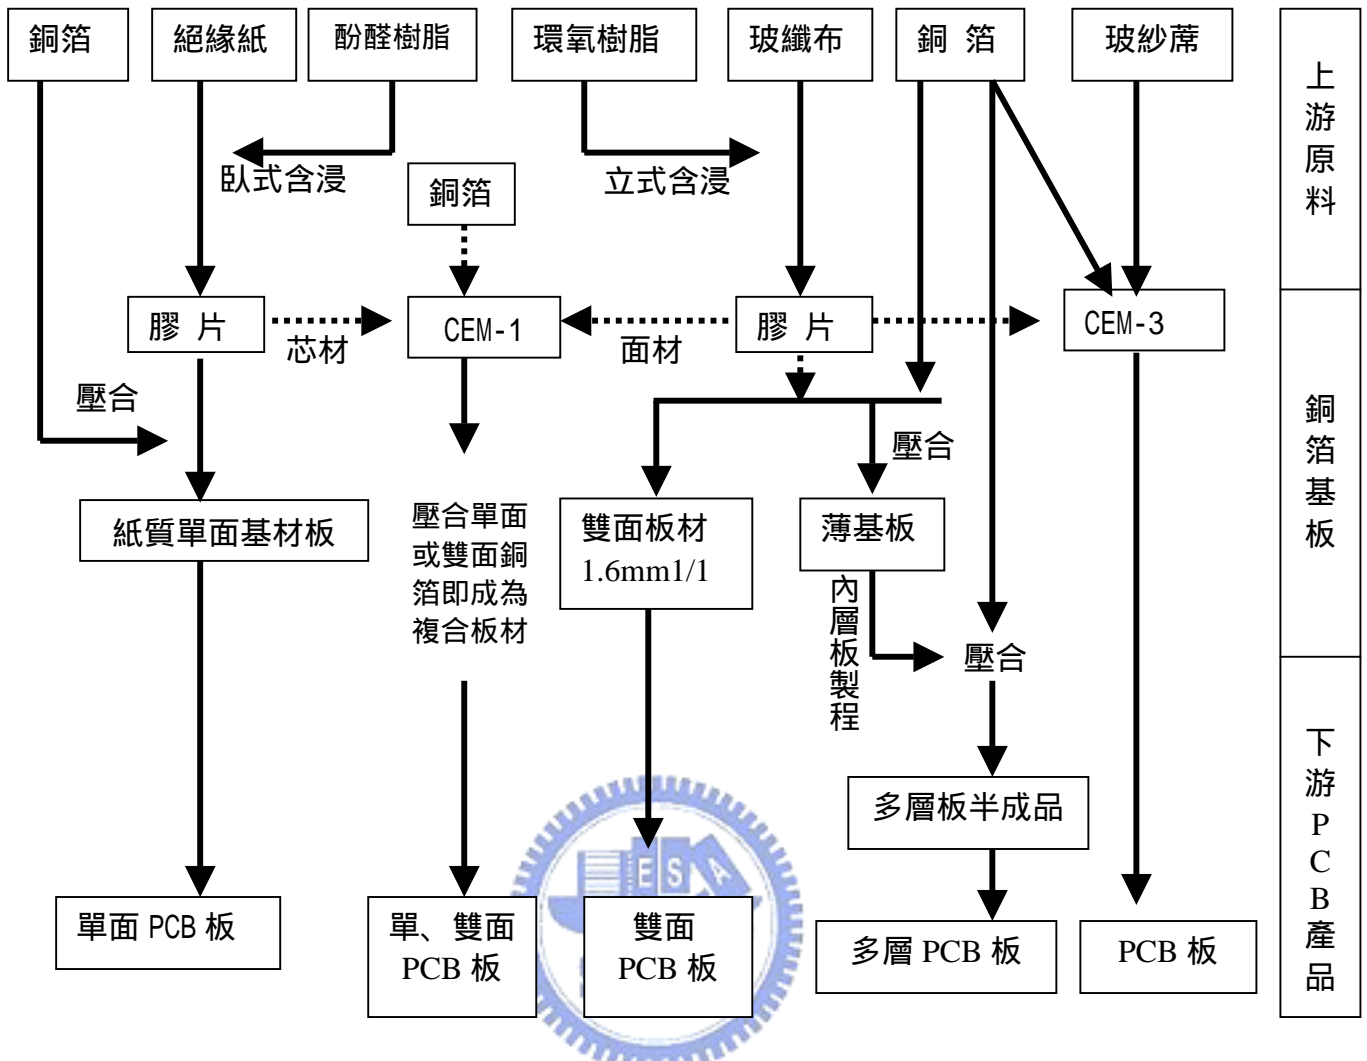 銅箔
絕緣紙
酚醛樹脂
環氧樹脂
玻纖布
銅 箔
玻紗蓆
上游原料
臥式含浸
銅箔
立式含浸
膠 片
芯材
CEM-1
面材
膠 片
CEM-3
銅箔基板
壓合
壓合
紙質單面基材板
壓合單面
或雙面銅
箔即成為
複合板材
雙面板材
1.6mm1/1
薄基板
內層板製程
壓合
下游PCB產品
多層板半成品
ESA
單面 PCB 板
單、雙面
PCB 板
雙面
PCB 板
多層 PCB 板
PCB 板